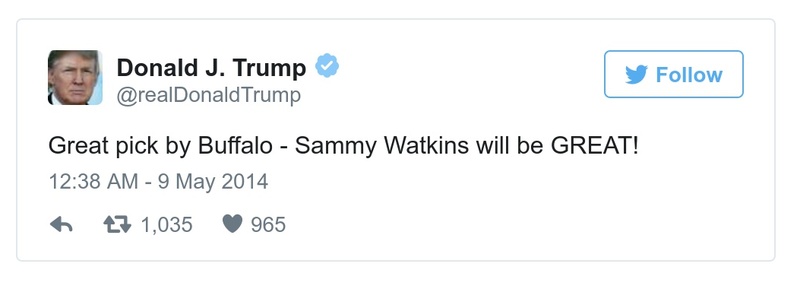 Donald J. Trump
@realDonaldTrump
Follow
Great pick by Buffalo - Sammy Watkins will be GREAT!
12:38 AM - 9 May 2014
1,035 965